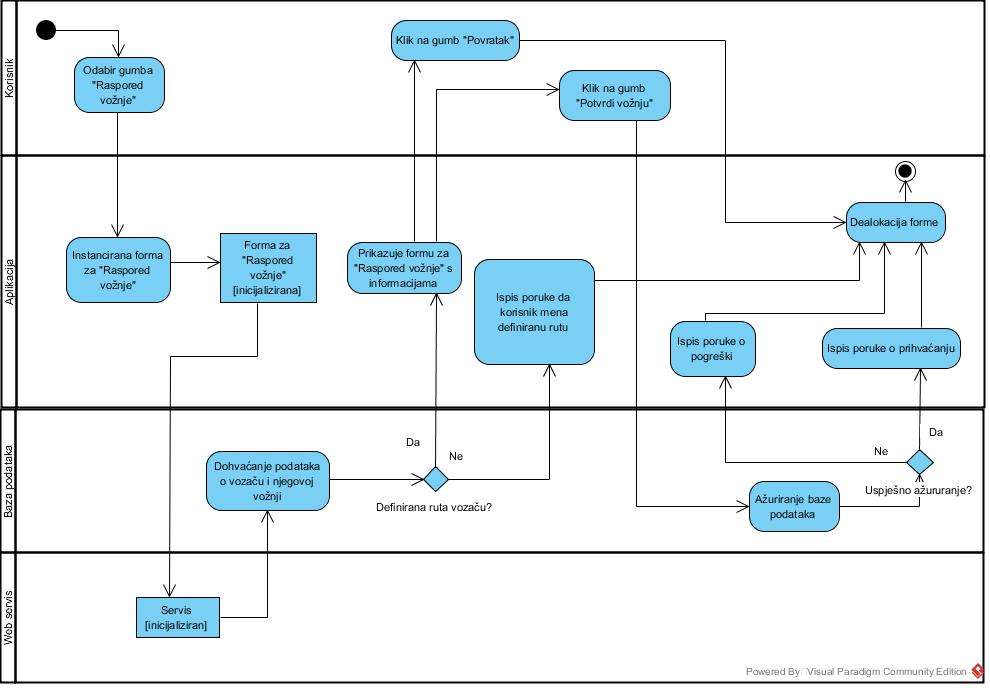 Korisnik
Odabir gumba
"Raspored
vožnje"
Klik na gumb "Povratak"
Klik na gumb
"Potvrdi vožnju"
Aplikacija
Instancirana forma
za "Raspored
vožnje"
Forma za
"Raspored
vožnje"
[inicijalizirana]
Prikazuje formu za
"Raspored vožnje" s
informacijama
Ispis poruke da
korisnik mena
definiranu rutu
Dealokacija forme
Ispis poruke o
pogreški
Ispis poruke o prihvaćanju
Baza podataka
Dohvaćanje podataka
o vozaču i njegovoj
vožnji
Da
Ne
Definirana ruta vozaču?
Ažuriranje baze
podataka
Da
Ne
Uspješno ažururanje?
Web servis
Servis
[inicijaliziran]
Powered By Visual Paradigm Community Edition